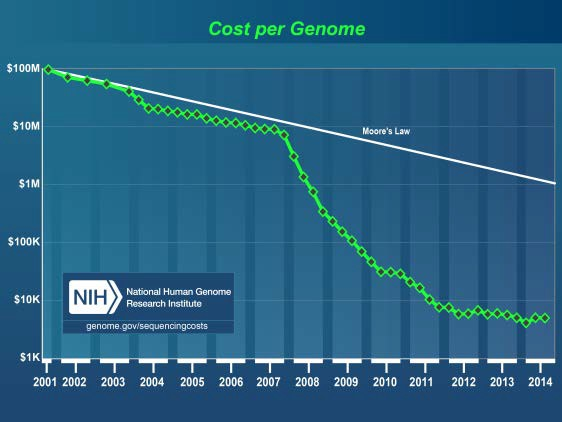 Cost per Genome
$100M
$10M
$1M
$100K
$10K
$1K
Moore's Law
NIH
National Human Genome
Research Institute
genome.gov/sequencingcosts
2001 2002 2003 2004 2005 2006 2007 2008 2009 2010 2011 2012 2013 2014